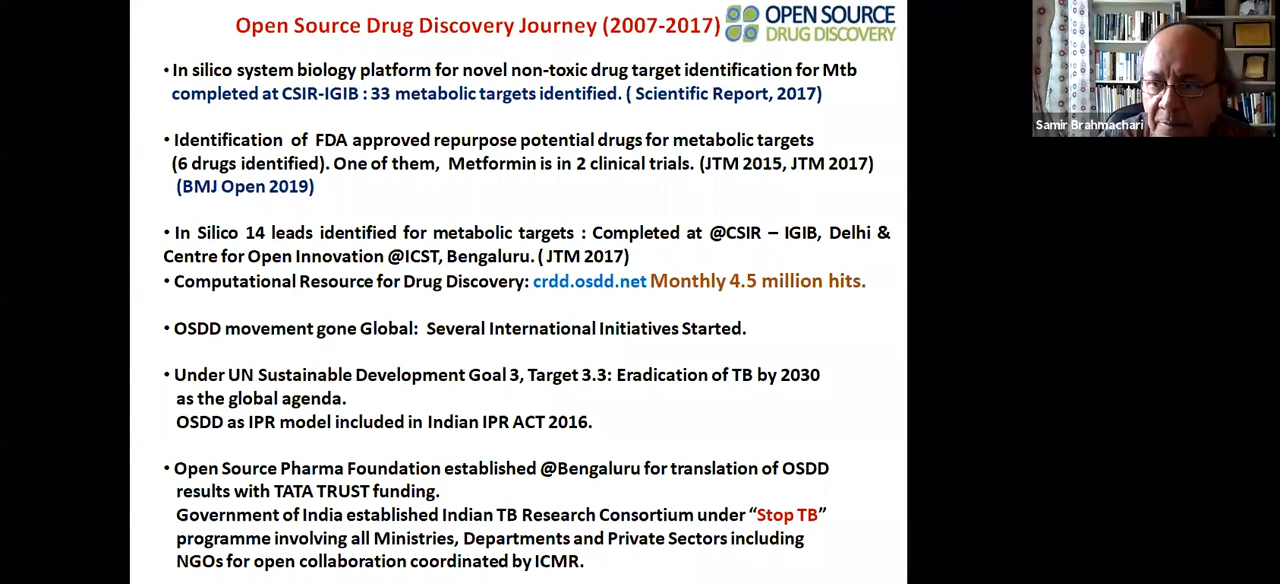 Open Source Drug Discovery Journey (2007-2017)
OPEN SOURCE
DRUG DISCOVERY
Samir Brahmachari
• In silico system biology platform for novel non-toxic drug target identification for Mtb
completed at CSIR-IGIB : 33 metabolic targets identified. ( Scientific Report, 2017)
• Identification of FDA approved repurpose potential drugs for metabolic targets
(6 drugs identified). One of them, Metformin is in 2 clinical trials. (JTM 2015, JTM 2017)
(BMJ Open 2019)
• In Silico 14 leads identified for metabolic targets : Completed at @CSIR – IGIB, Delhi &
Centre for Open Innovation @ICST, Bengaluru. ( JTM 2017)
• Computational Resource for Drug Discovery: crdd.osdd.net Monthly 4.5 million hits.
• OSDD movement gone Global: Several International Initiatives Started.
• Under UN Sustainable Development Goal 3, Target 3.3: Eradication of TB by 2030
as the global agenda.
OSDD as IPR model included in Indian IPR ACT 2016.
• Open Source Pharma Foundation established @Bengaluru for translation of OSDD
results with TATA TRUST funding.
Government of India established Indian TB Research Consortium under “Stop TB”
programme involving all Ministries, Departments and Private Sectors including
NGOs for open collaboration coordinated by ICMR.